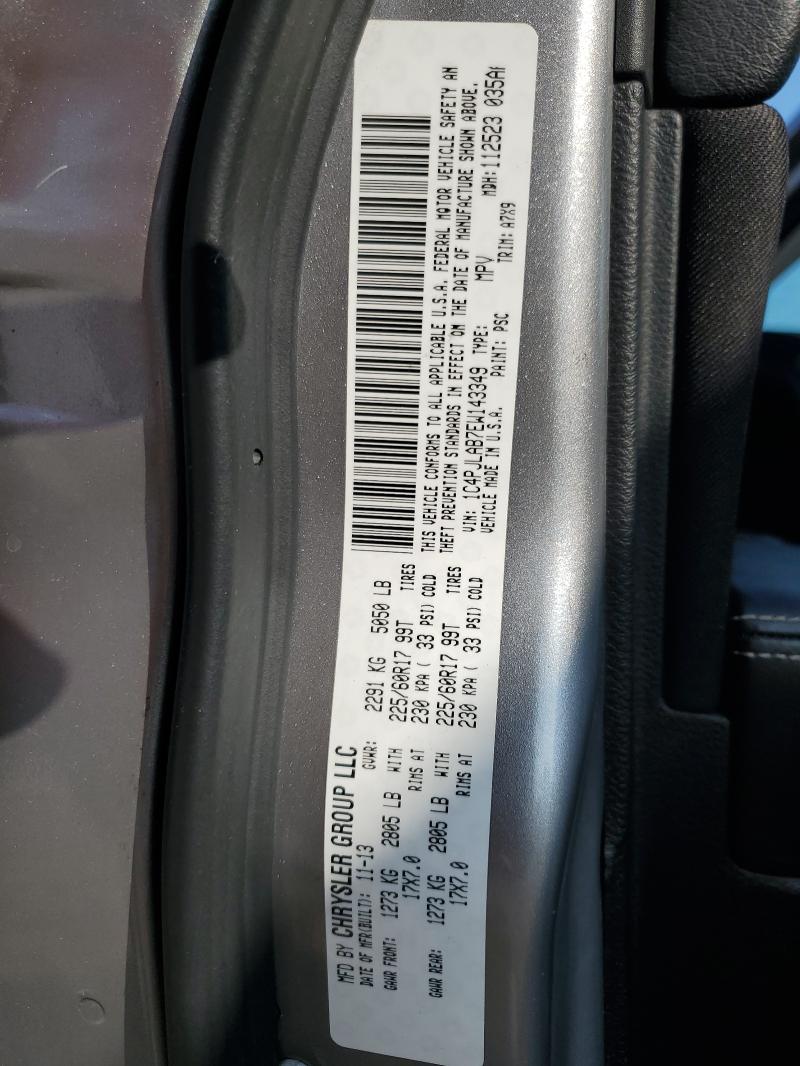 MFD BY CHRYSLER GROUP LLC
DATE OF MFR(BUILT): 11-13 GVWR: 2291 KG 5050 LB
GAWR FRONT: 1273 KG 2805 LB WITH 225/60R17 99T TIRES
17X7.0 RIMS AT 230 KPA ( 33 PSI) COLD
GAWR REAR: 1273 KG 2805 LB WITH 225/60R17 99T TIRES
17X7.0 RIMS AT 230 KPA ( 33 PSI) COLD
THIS VEHICLE CONFORMS TO ALL APPLICABLE U.S.A. FEDERAL MOTOR VEHICLE SAFETY AN
THEFT PREVENTION STANDARDS IN EFFECT ON THE DATE OF MANUFACTURE SHOWN ABOVE.
VIN: 1C4PJLAB7EW143349 TYPE: MPV MDH: 112523 035A
VEHICLE MADE IN U.S.A. PAINT: PSC TRIM: A7X9